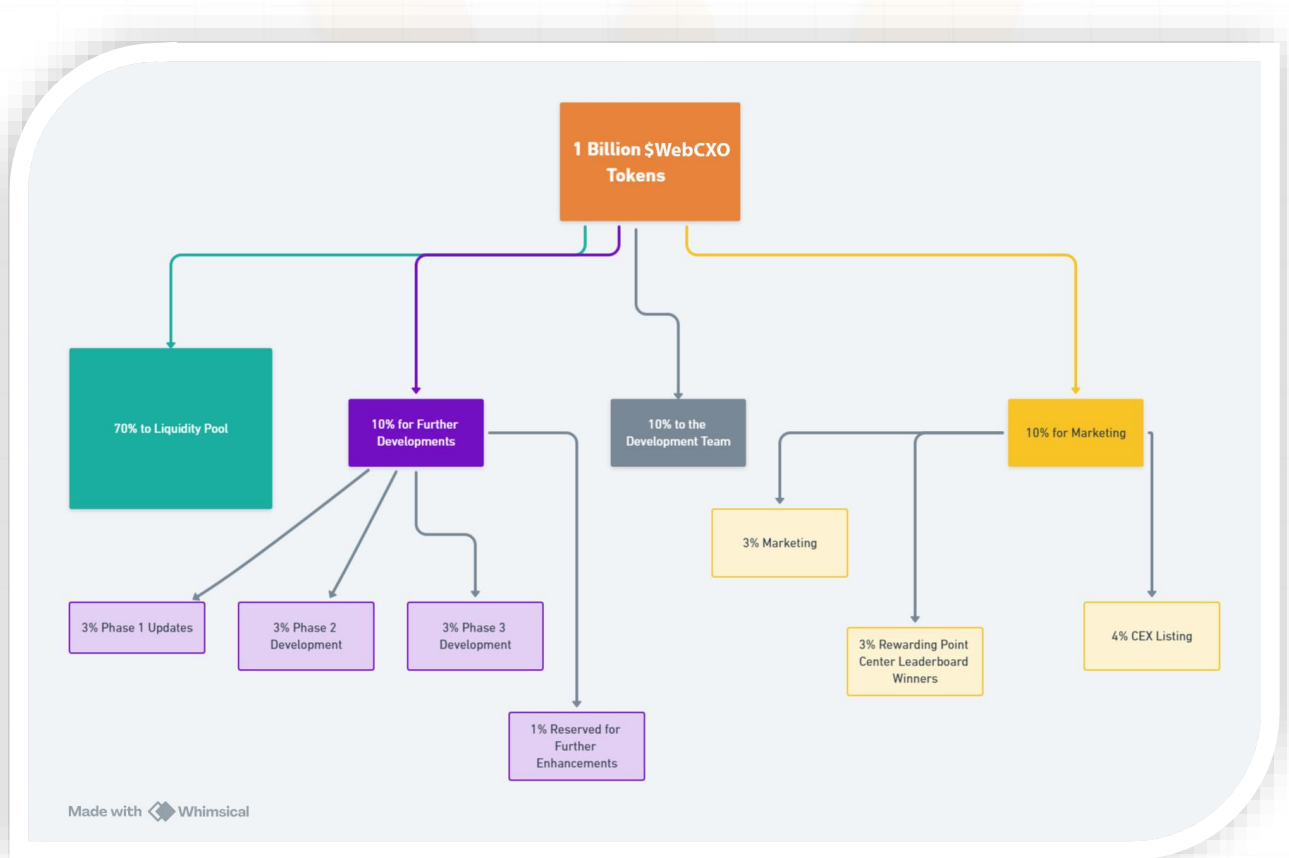 1 Billion $WebCXO
Tokens
70% to Liquidity Pool
10% for Further
Developments
10% to the
Development Team
10% for Marketing
3% Marketing
3% Phase 1 Updates
3% Phase 2
Development
3% Phase 3
Development
3% Rewarding Point
Center Leaderboard
Winners
4% CEX Listing
1% Reserved for
Further
Enhancements
Made with Whimsical